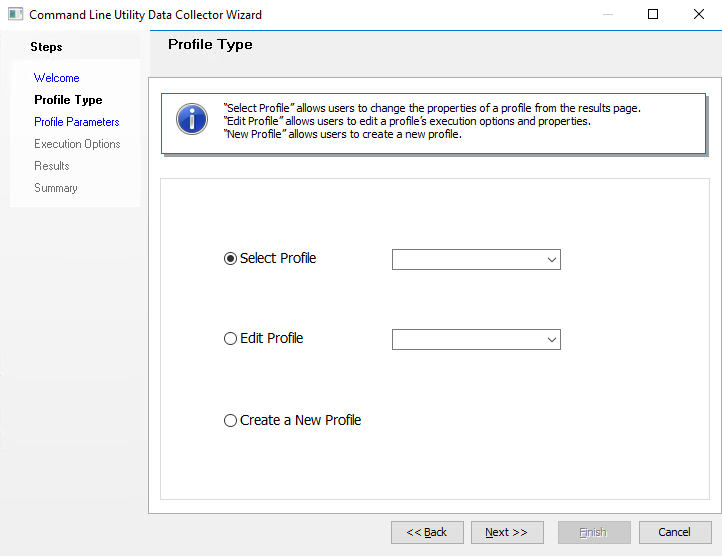 Command Line Utility Data Collector Wizard
Steps
Welcome
Profile Type
Profile Parameters
Execution Options
Results
Summary
Profile Type
"Select Profile" allows users to change the properties of a profile from the results page.
"Edit Profile" allows users to edit a profile's execution options and properties.
"New Profile" allows users to create a new profile.
Select Profile
Edit Profile
Create a New Profile
<< Back
Next >>
Finish
Cancel